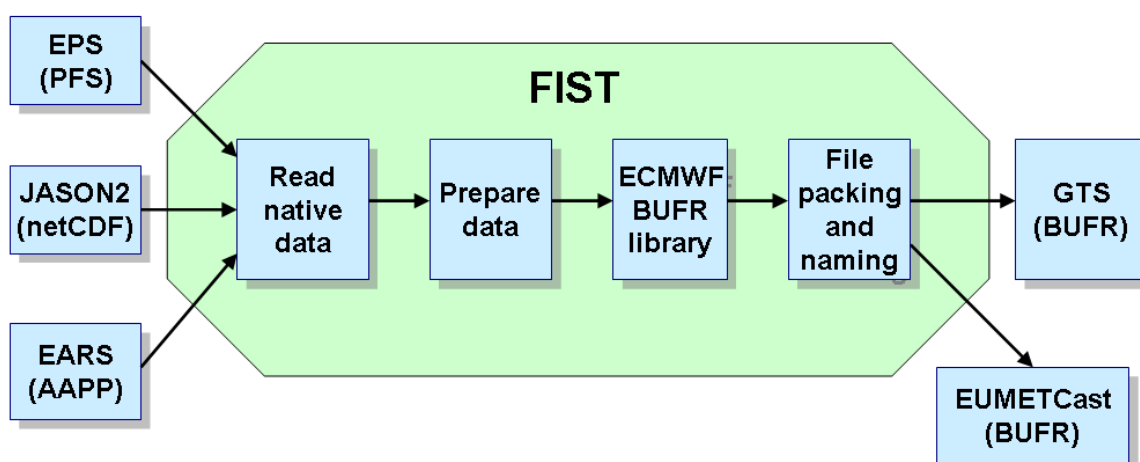 EPS
(PFS)
FIST
JASON2
(netCDF)
EARS
(AAPP)
Read
native
data
Prepare
data
ECMWF
BUFR
library
File
packing
and
naming
GTS
(BUFR)
EUMETCast
(BUFR)